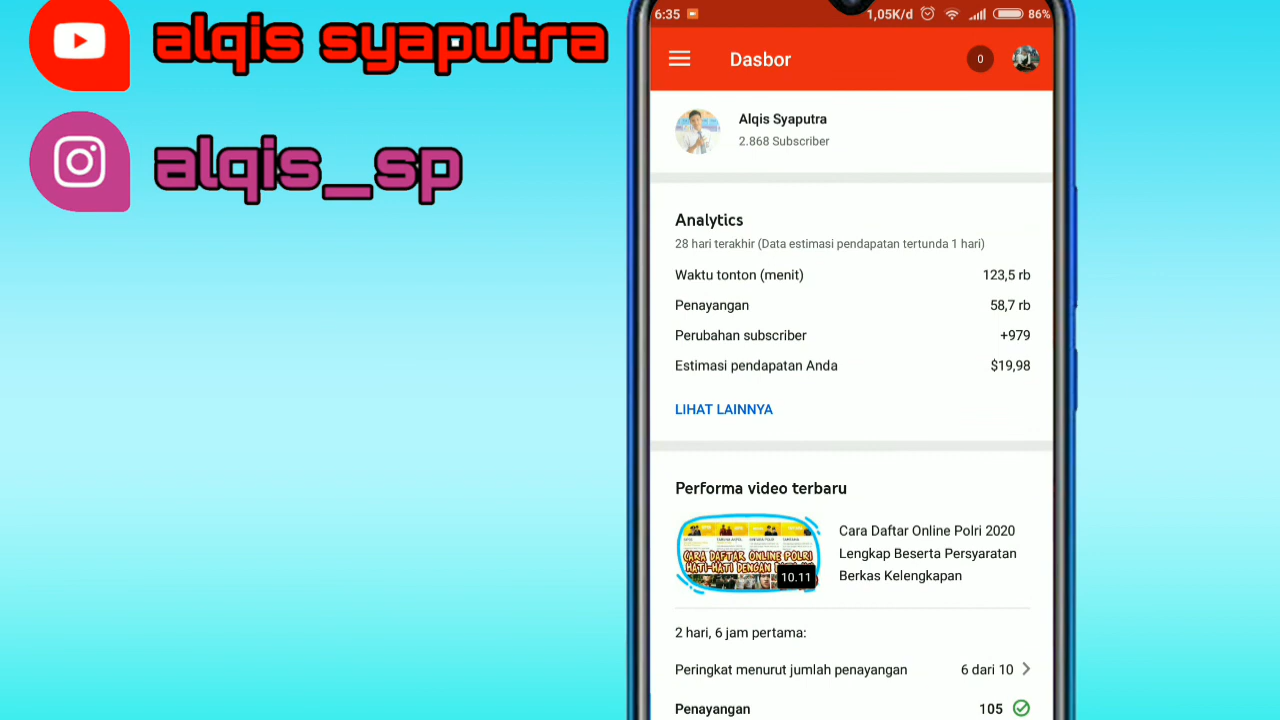 alqis syaputra
alqis_sp
6:35 1,05K/d 86%
Dasbor 0
Alqis Syaputra
2.868 Subscriber
Analytics
28 hari terakhir (Data estimasi pendapatan tertunda 1 hari)
Waktu tonton (menit) 123,5 rb
Penayangan 58,7 rb
Perubahan subscriber +979
Estimasi pendapatan Anda $19,98
LIHAT LAINNYA
Performa video terbaru
CARA DAFTAR ONLINE POLRI
HATI-HATI DENGAN
10.11
Cara Daftar Online Polri 2020
Lengkap Beserta Persyaratan
Berkas Kelengkapan
2 hari, 6 jam pertama:
Peringkat menurut jumlah penayangan 6 dari 10
Penayangan 105